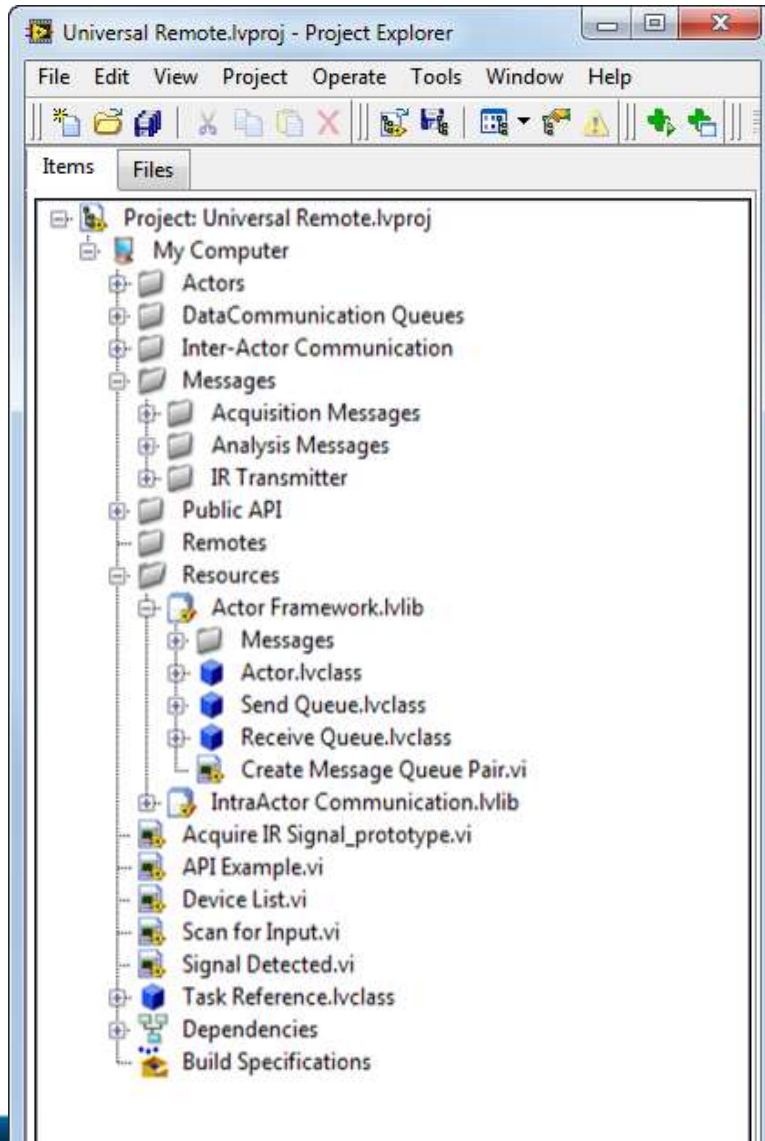 Universal Remote.lvproj - Project Explorer
File Edit View Project Operate Tools Window Help
Items Files
Project: Universal Remote.lvproj
My Computer
Actors
DataCommunication Queues
Inter-Actor Communication
Messages
Acquisition Messages
Analysis Messages
IR Transmitter
Public API
Remotes
Resources
Actor Framework.lvlib
Messages
Actor.lvclass
Send Queue.lvclass
Receive Queue.lvclass
Create Message Queue Pair.vi
IntraActor Communication.lvlib
Acquire IR Signal_prototype.vi
API Example.vi
Device List.vi
Scan for Input.vi
Signal Detected.vi
Task Reference.lvclass
Dependencies
Build Specifications